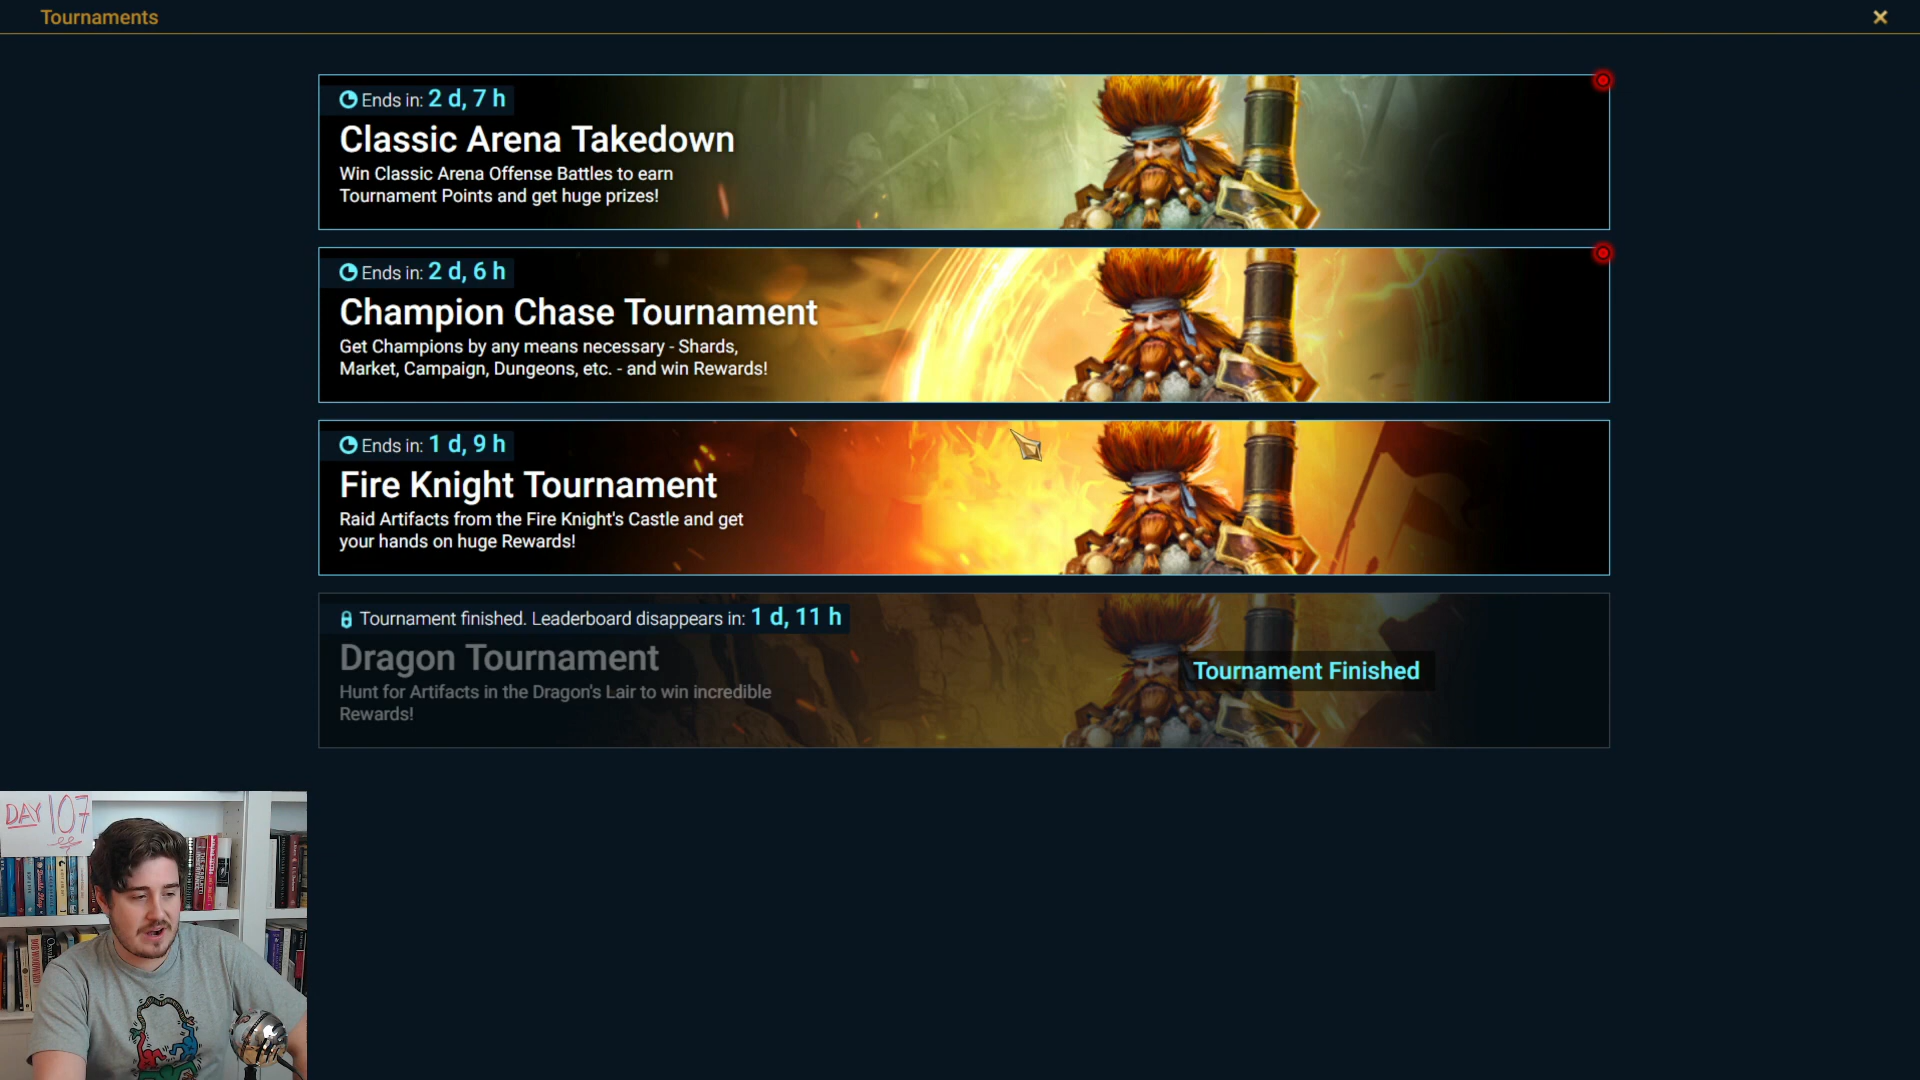 Tournaments
Ends in: 2 d, 7 h
Classic Arena Takedown
Win Classic Arena Offense Battles to earn
Tournament Points and get huge prizes!
Ends in: 2 d, 6 h
Champion Chase Tournament
Get Champions by any means necessary - Shards,
Market, Campaign, Dungeons, etc. - and win Rewards!
Ends in: 1 d, 9 h
Fire Knight Tournament
Raid Artifacts from the Fire Knight's Castle and get
your hands on huge Rewards!
Tournament finished. Leaderboard disappears in: 1 d, 11 h
Dragon Tournament
Hunt for Artifacts in the Dragon's Lair to win incredible
Rewards!
Tournament Finished
DAY 107